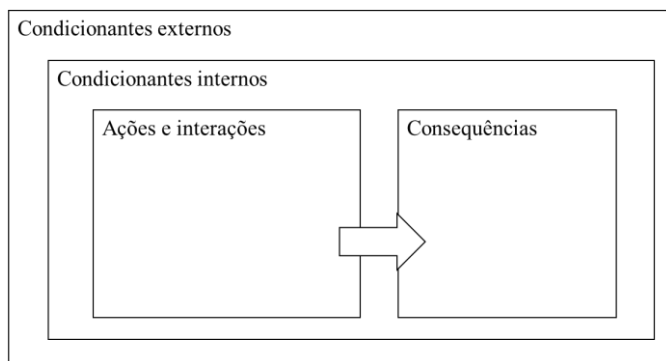 Condicionantes externos
Condicionantes internos
Ações e interações
Consequências